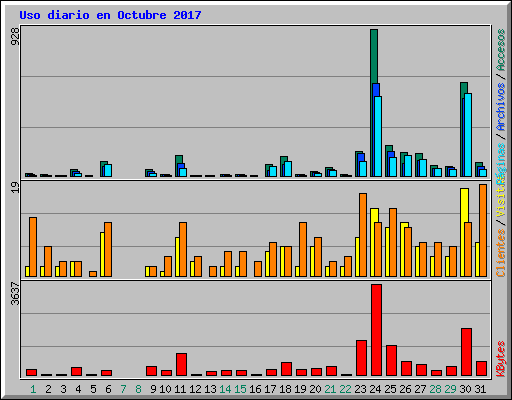 Uso diario en Octubre 2017
928
19
3637
Clientes / Visitas
Páginas / Archivos / Accesos
KBytes
1 2 3 4 5 6 7 8 9 10 11 12 13 14 15 16 17 18 19 20 21 22 23 24 25 26 27 28 29 30 31